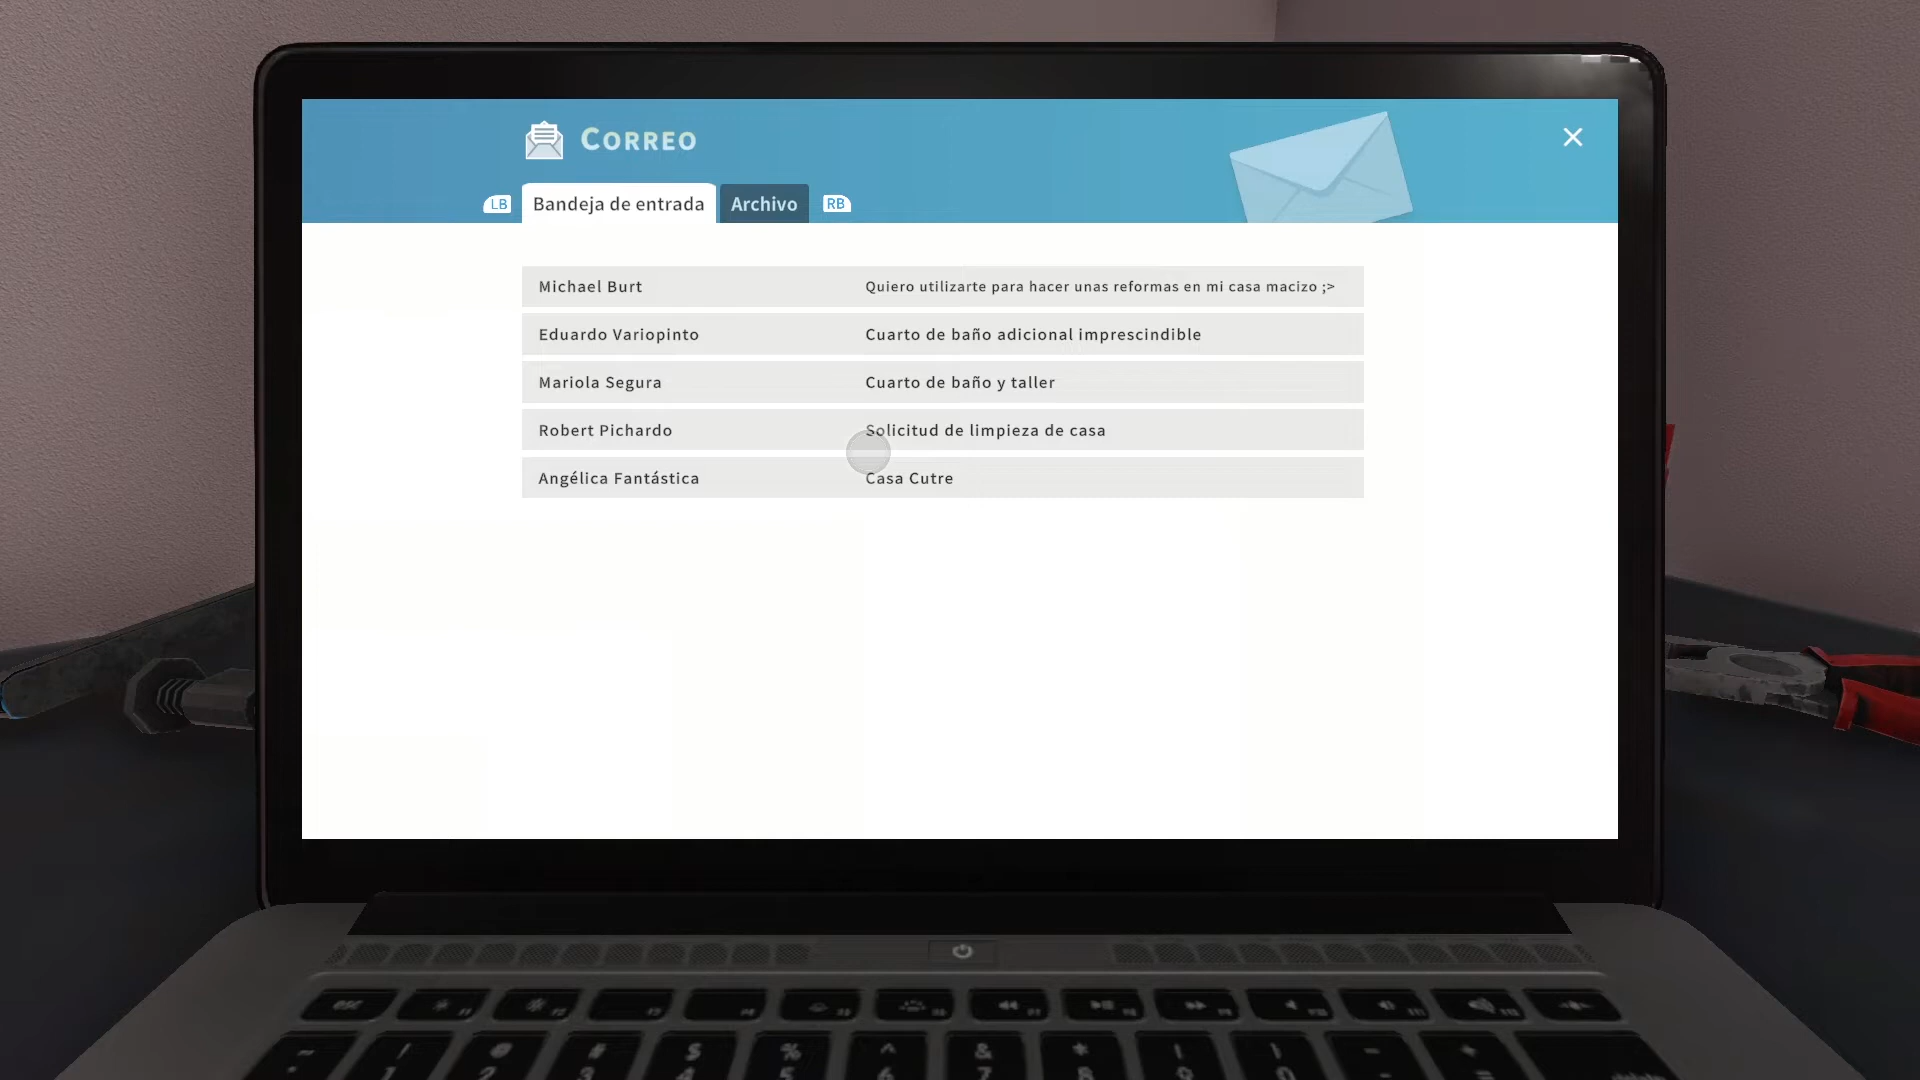 CORREO
LB Bandeja de entrada Archivo RB
Michael Burt Quiero utilizarte para hacer unas reformas en mi casa macizo ;>
Eduardo Variopinto Cuarto de baño adicional imprescindible
Mariola Segura Cuarto de baño y taller
Robert Pichardo Solicitud de limpieza de casa
Angélica Fantástica Casa Cutre
esc